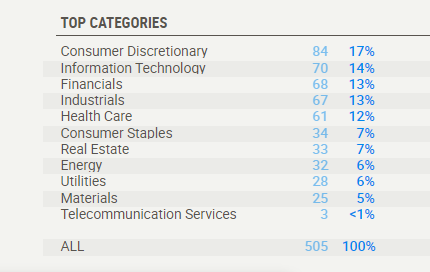 TOP CATEGORIES
Consumer Discretionary 84 17%
Information Technology 70 14%
Financials 68 13%
Industrials 67 13%
Health Care 61 12%
Consumer Staples 34 7%
Real Estate 33 7%
Energy 32 6%
Utilities 28 6%
Materials 25 5%
Telecommunication Services 3 <1%
ALL 505 100%